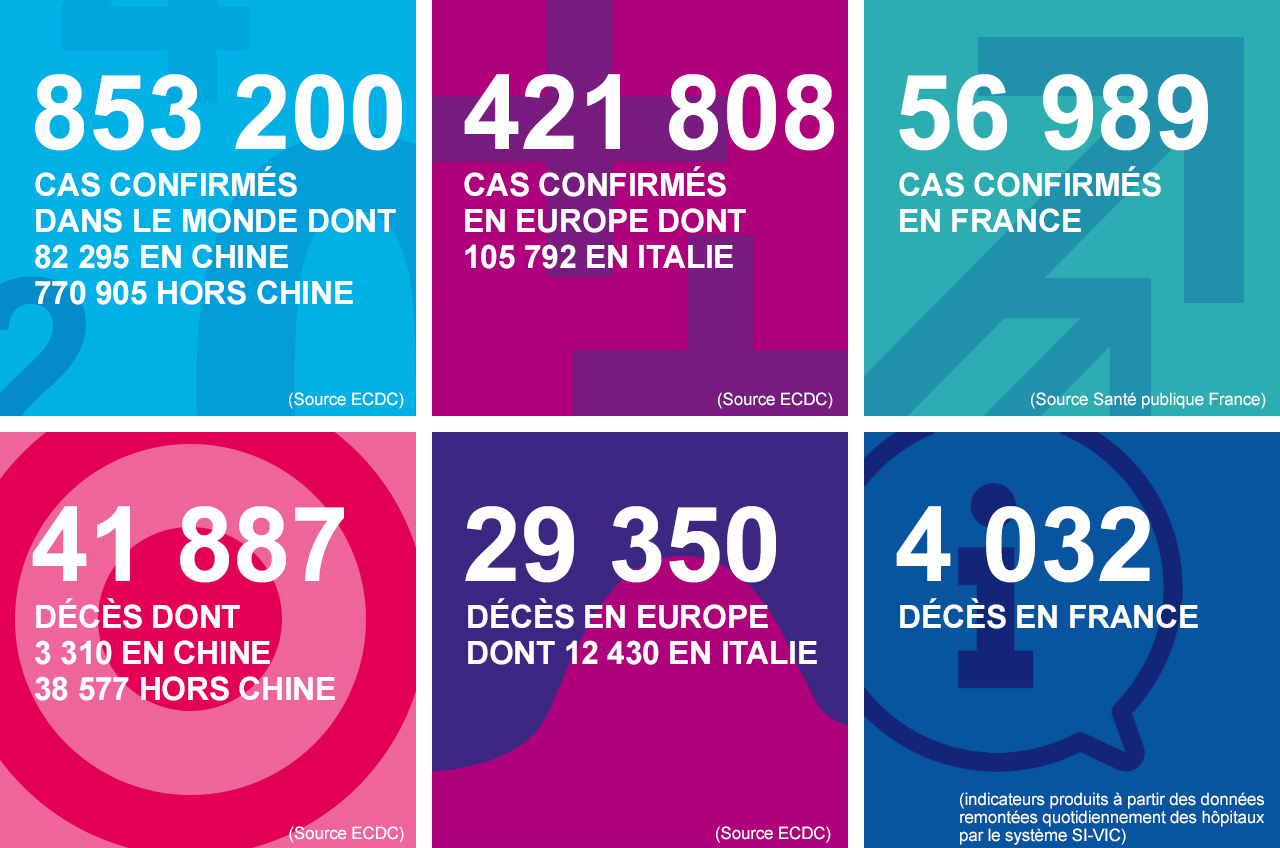 853 200
CAS CONFIRMÉS
DANS LE MONDE DONT
82 295 EN CHINE
770 905 HORS CHINE
(Source ECDC)
421 808
CAS CONFIRMÉS
EN EUROPE DONT
105 792 EN ITALIE
(Source ECDC)
56 989
CAS CONFIRMÉS
EN FRANCE
(Source Santé publique France)
41 887
DÉCÈS DONT
3 310 EN CHINE
38 577 HORS CHINE
(Source ECDC)
29 350
DÉCÈS EN EUROPE
DONT 12 430 EN ITALIE
(Source ECDC)
4 032
DÉCÈS EN FRANCE
(indicateurs produits à partir des données
remontées quotidiennement des hôpitaux
par le système SI-VIC)